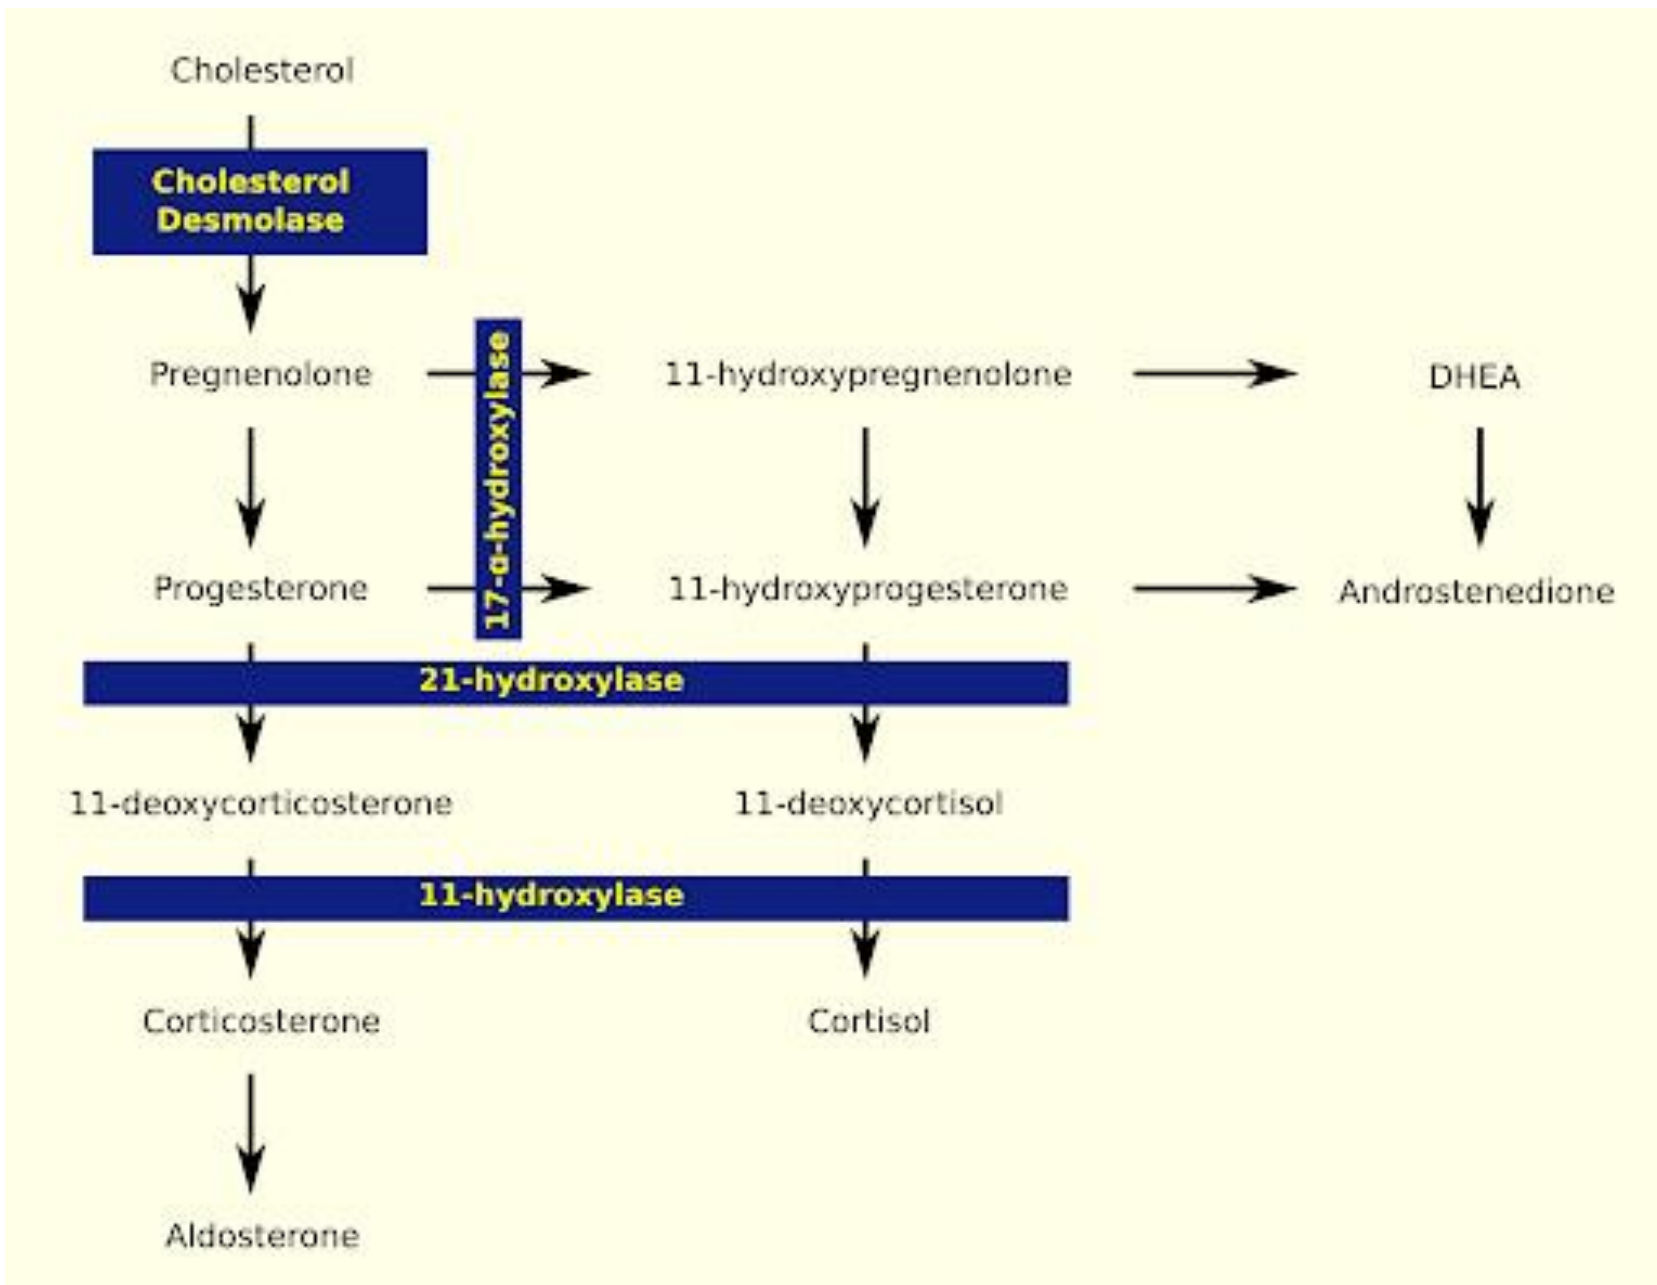 Cholesterol
Cholesterol
Desmolase
Pregnenolone
17-α-hydroxylase
11-hydroxypregnenolone
DHEA
Progesterone
11-hydroxyprogesterone
Androstenedione
21-hydroxylase
11-deoxycorticosterone
11-deoxycortisol
11-hydroxylase
Corticosterone
Cortisol
Aldosterone